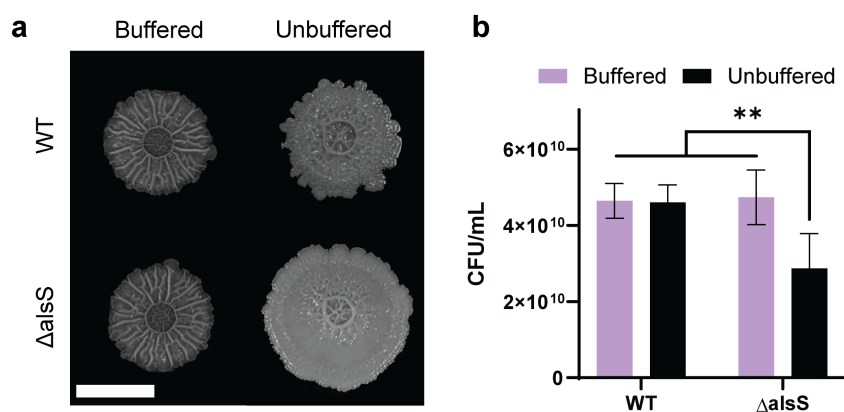 a
Buffered Unbuffered
WT
ΔalsS
b
Buffered Unbuffered
**
6×10¹⁰
4×10¹⁰
2×10¹⁰
0
CFU/mL
WT ΔalsS